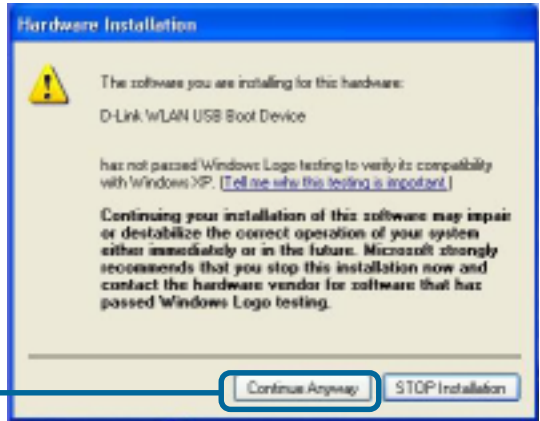 Hardware Installation
The software you are installing for this hardware:
D-Link WLAN USB Boot Device
has not passed Windows Logo testing to verify its compatibility
with Windows XP. (Tell me why this testing is important.)
Continuing your installation of this software may impair
or destabilize the correct operation of your system
either immediately or in the future. Microsoft strongly
recommends that you stop this installation now and
contact the hardware vendor for software that has
passed Windows Logo testing.
Continue Anyway
STOP Installation